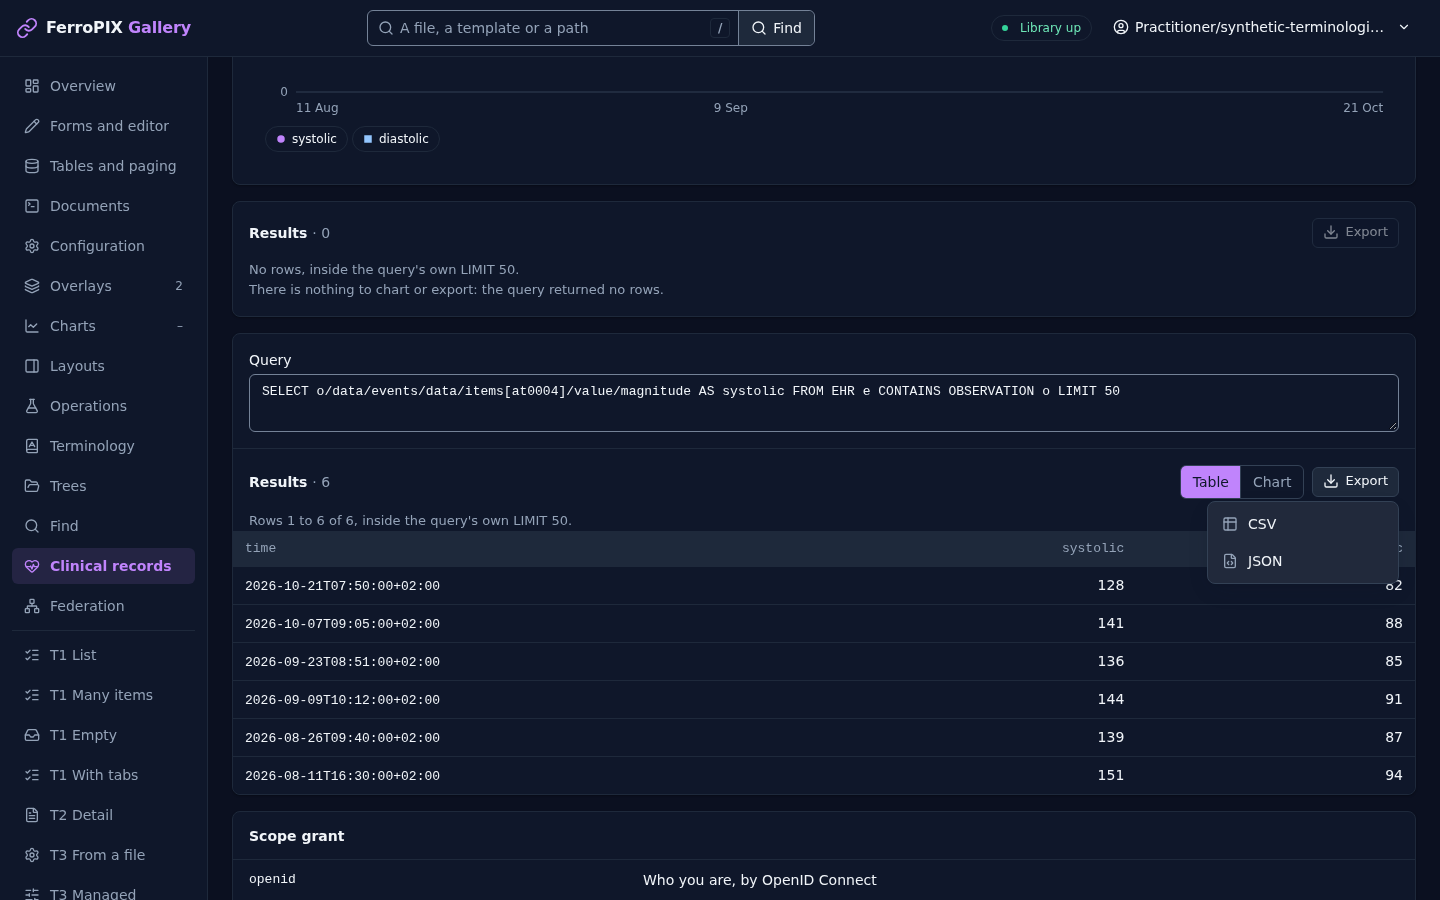 FerroPIX Gallery
A file, a template or a path
/
Find
Library up
Practitioner/synthetic-terminologi…
Overview
Forms and editor
Tables and paging
Documents
Configuration
Overlays 2
Charts –
Layouts
Operations
Terminology
Trees
Find
Clinical records
Federation
T1 List
T1 Many items
T1 Empty
T1 With tabs
T2 Detail
T3 From a file
T3 Managed
0
11 Aug 9 Sep 21 Oct
systolic diastolic
Results · 0
Export
No rows, inside the query's own LIMIT 50.
There is nothing to chart or export: the query returned no rows.
Query
SELECT o/data/events/data/items[at0004]/value/magnitude AS systolic FROM EHR e CONTAINS OBSERVATION o LIMIT 50
Results · 6
Table Chart Export
CSV
JSON
Rows 1 to 6 of 6, inside the query's own LIMIT 50.
time systolic
2026-10-21T07:50:00+02:00 128 82
2026-10-07T09:05:00+02:00 141 88
2026-09-23T08:51:00+02:00 136 85
2026-09-09T10:12:00+02:00 144 91
2026-08-26T09:40:00+02:00 139 87
2026-08-11T16:30:00+02:00 151 94
Scope grant
openid Who you are, by OpenID Connect